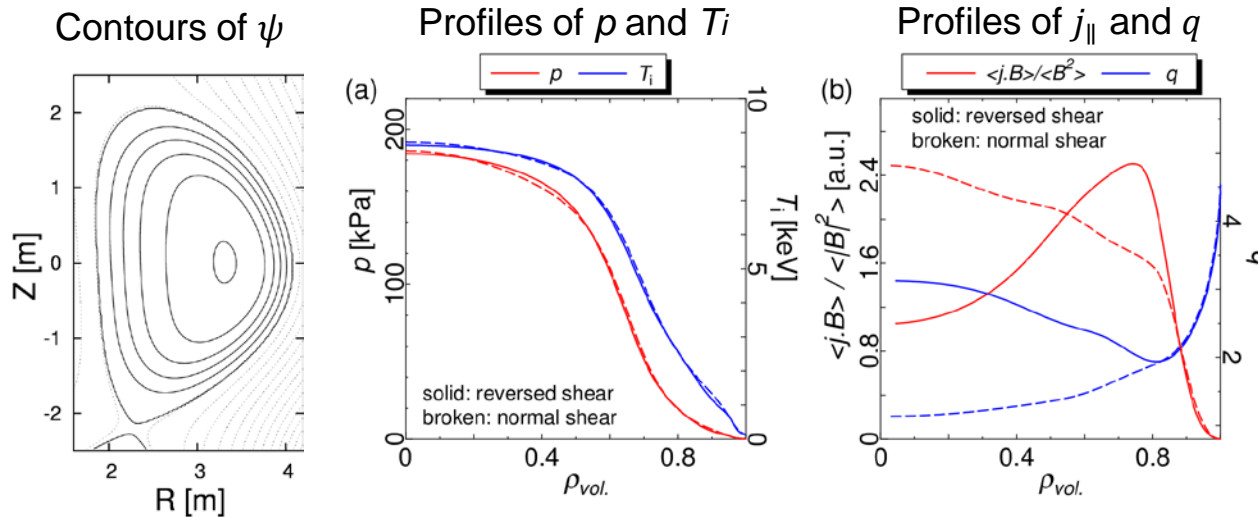 Contours of ψ
Profiles of p and Ti
Profiles of j∥ and q
Z [m]
2
1
0
-1
-2
2
3
4
R [m]
p
Ti
(a)
p [kPa]
200
100
0
10
5
0
Ti [keV]
solid: reversed shear
broken: normal shear
0
0.4
0.8
ρvol.
<j.B>/<B²>
q
(b)
solid: reversed shear
broken: normal shear
<j.B> / <|B|²> [a.u.]
2.4
1.6
0.8
0
4
2
q
0
0.4
0.8
ρvol.